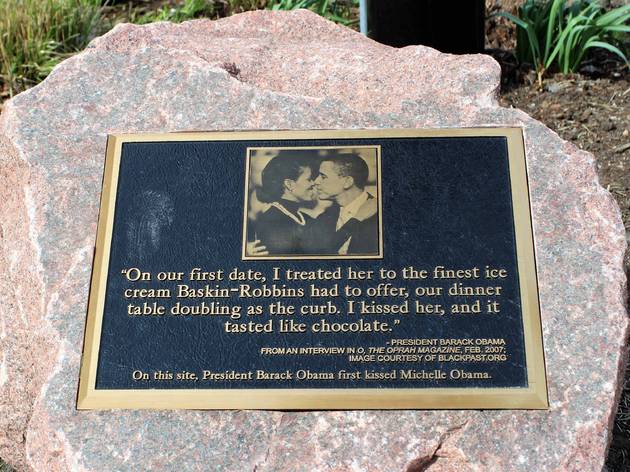 “On our first date, I treated her to the finest ice
cream Baskin-Robbins had to offer, our dinner
table doubling as the curb. I kissed her, and it
tasted like chocolate.”
- PRESIDENT BARACK OBAMA
FROM AN INTERVIEW IN O, THE OPRAH MAGAZINE, FEB. 2007;
IMAGE COURTESY OF BLACKPAST.ORG
On this site, President Barack Obama first kissed Michelle Obama.